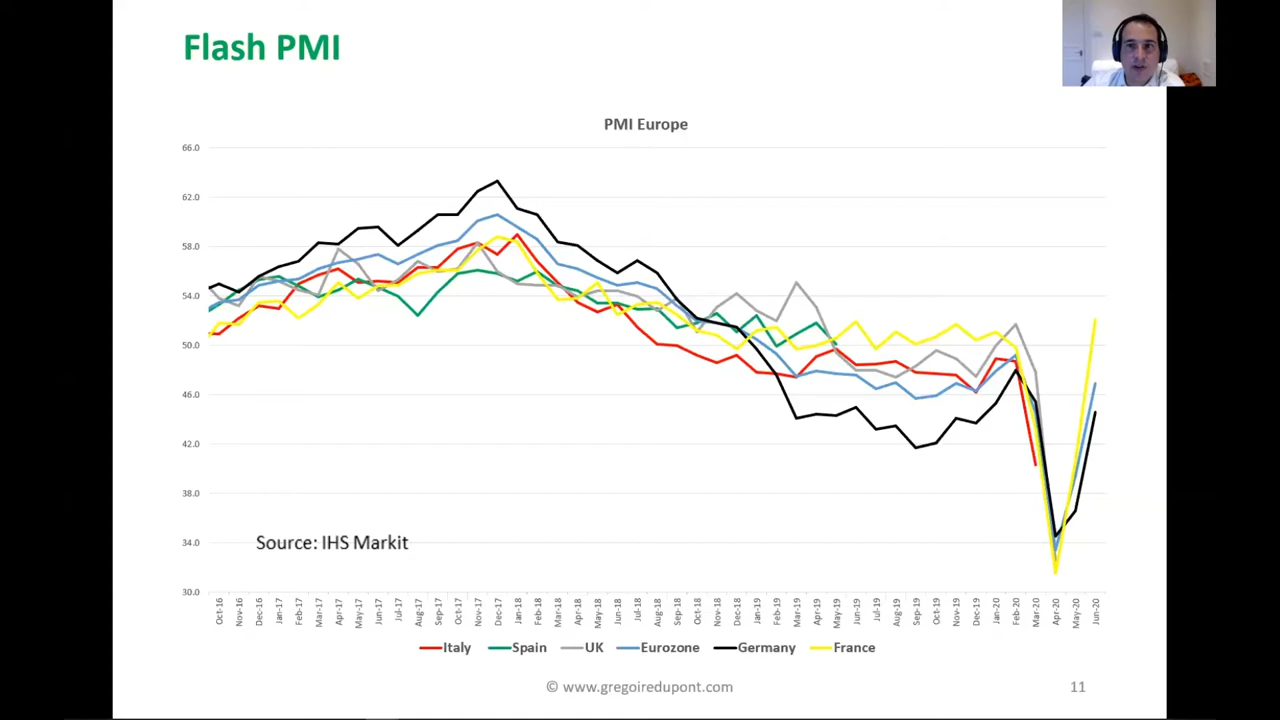 Flash PMI
PMI Europe
66.0
62.0
58.0
54.0
50.0
46.0
42.0
38.0
34.0
30.0
Source: IHS Markit
Oct-16 Nov-16 Dec-16 Jan-17 Feb-17 Mar-17 Apr-17 May-17 Jun-17 Jul-17 Aug-17 Sep-17 Oct-17 Nov-17 Dec-17 Jan-18 Feb-18 Mar-18 Apr-18 May-18 Jun-18 Jul-18 Aug-18 Sep-18 Oct-18 Nov-18 Dec-18 Jan-19 Feb-19 Mar-19 Apr-19 May-19 Jun-19 Jul-19 Aug-19 Sep-19 Oct-19 Nov-19 Dec-19 Jan-20 Feb-20 Mar-20 Apr-20 May-20 Jun-20
Italy Spain UK Eurozone Germany France
© www.gregoiredupont.com 11